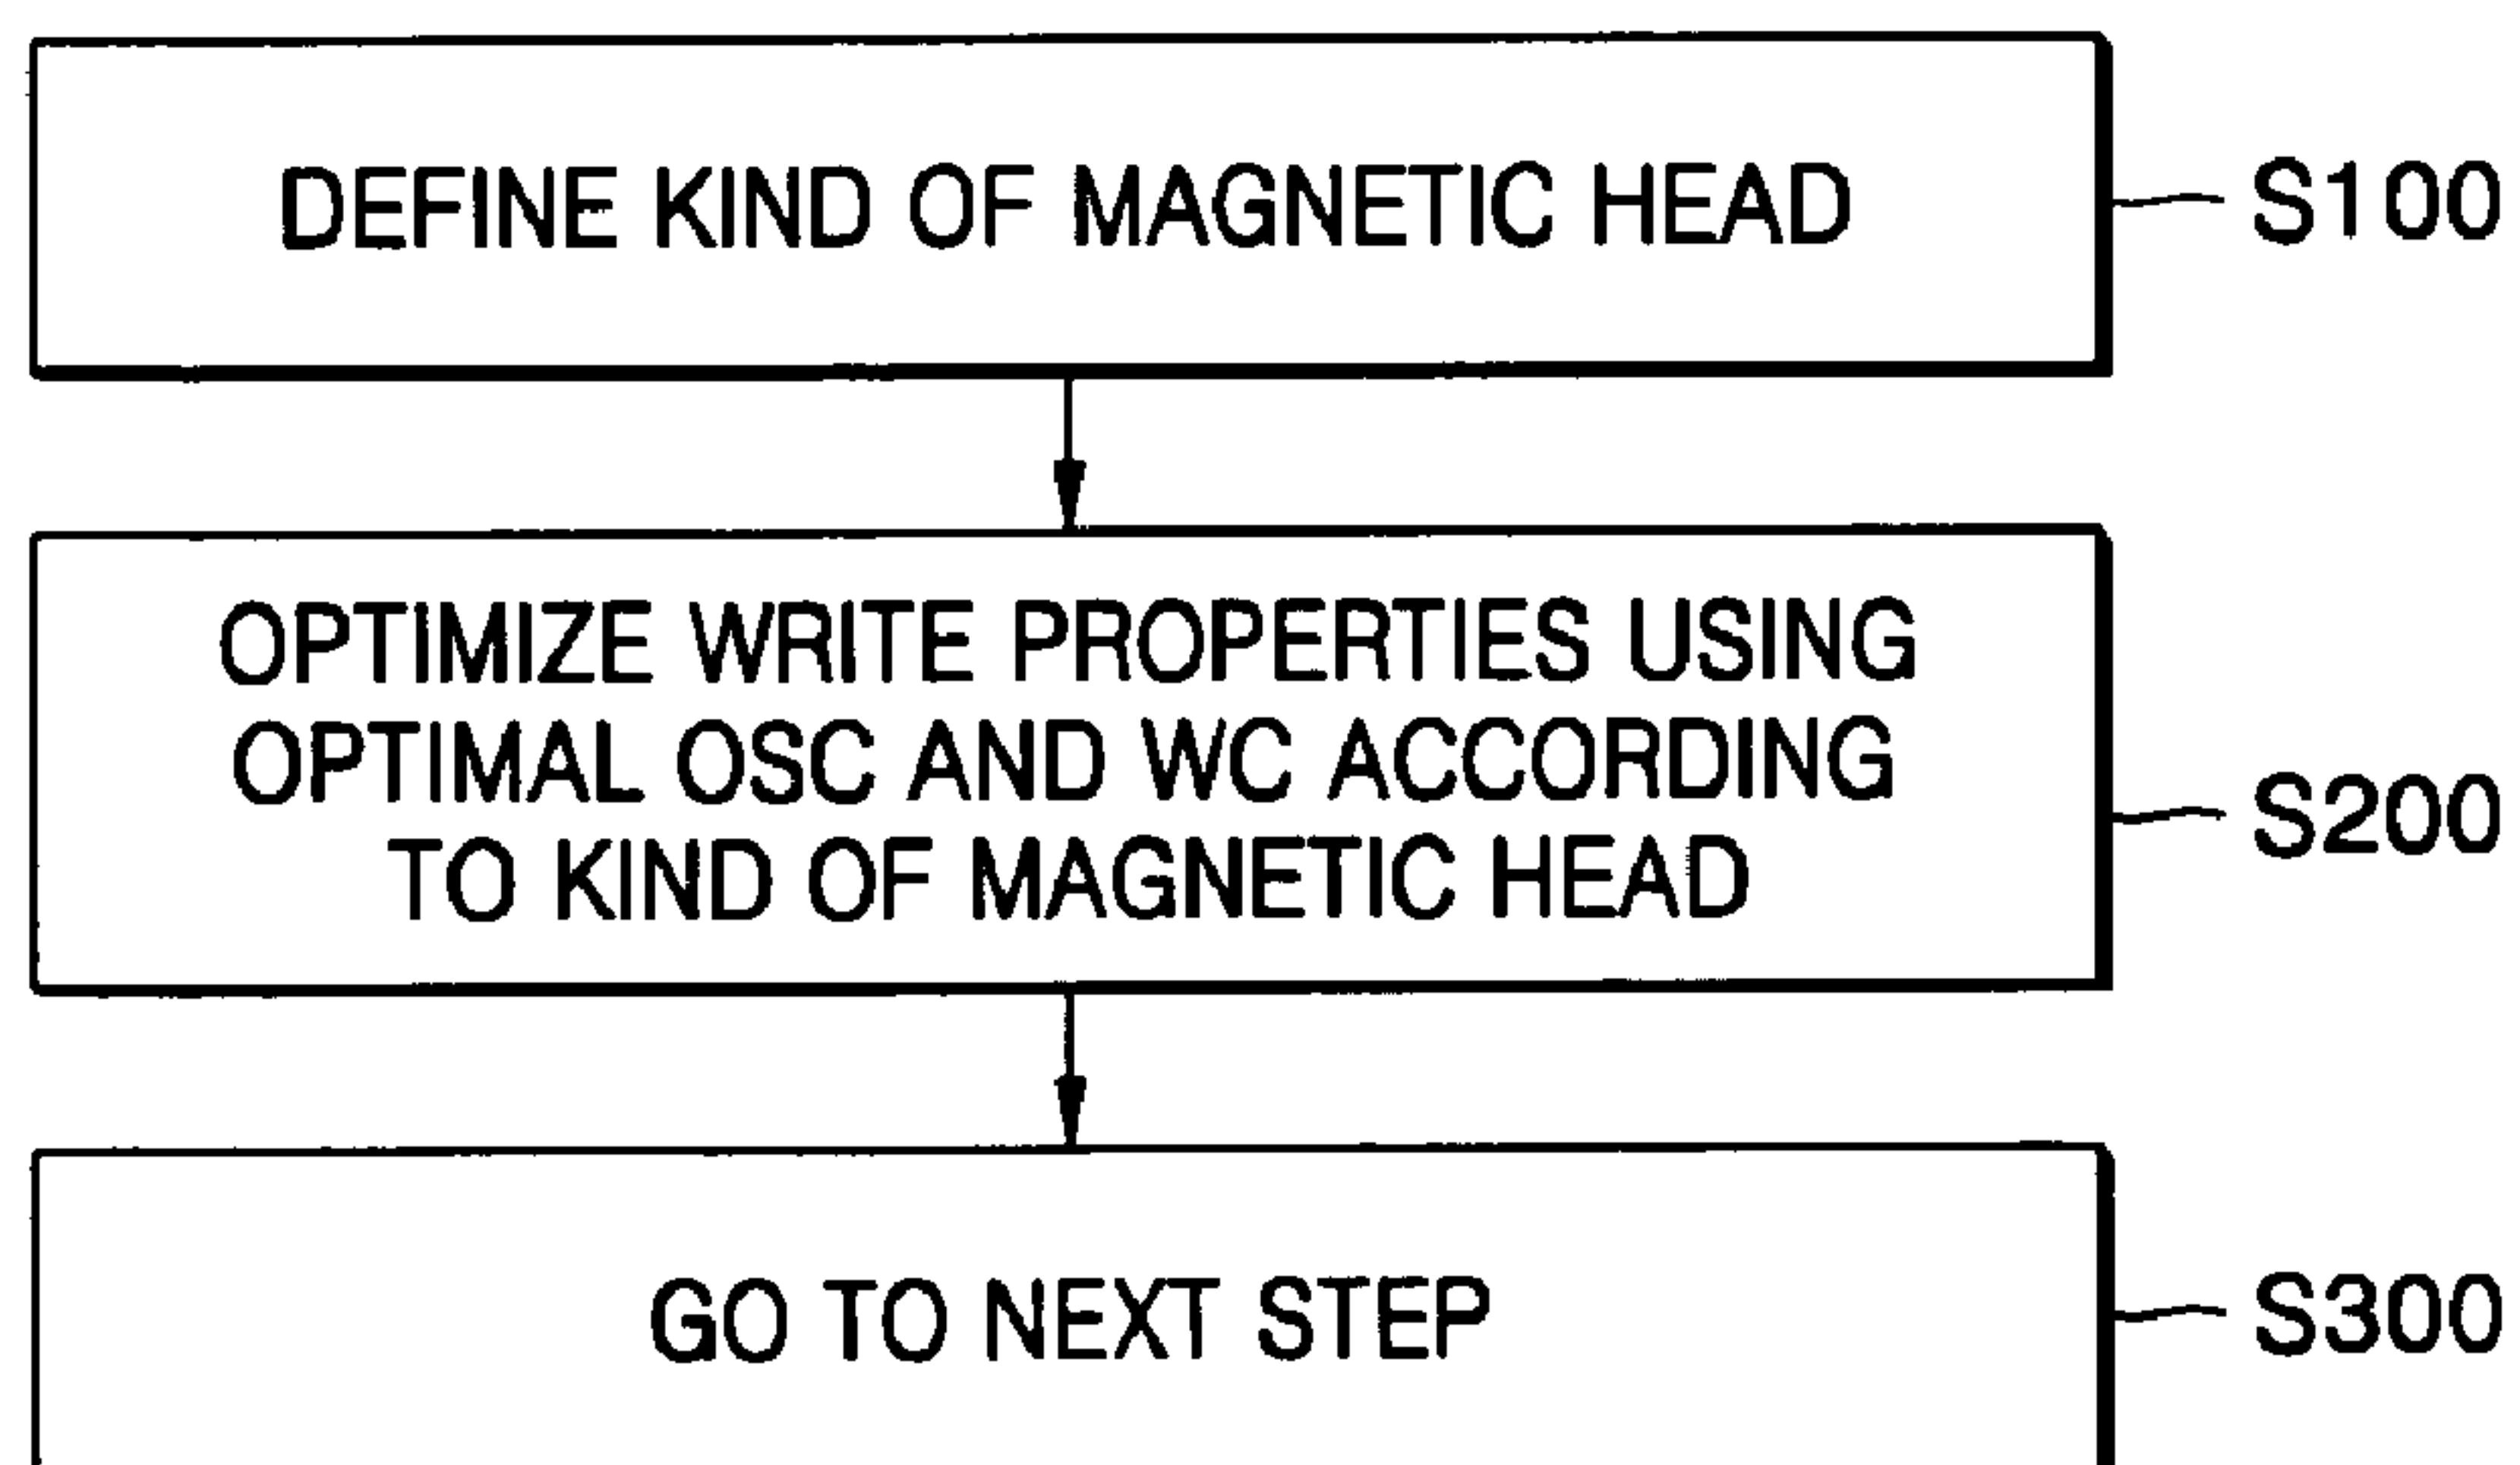 DEFINE KIND OF MAGNETIC HEAD
S100
OPTIMIZE WRITE PROPERTIES USING
OPTIMAL OSC AND WC ACCORDING
TO KIND OF MAGNETIC HEAD
S200
GO TO NEXT STEP
S300